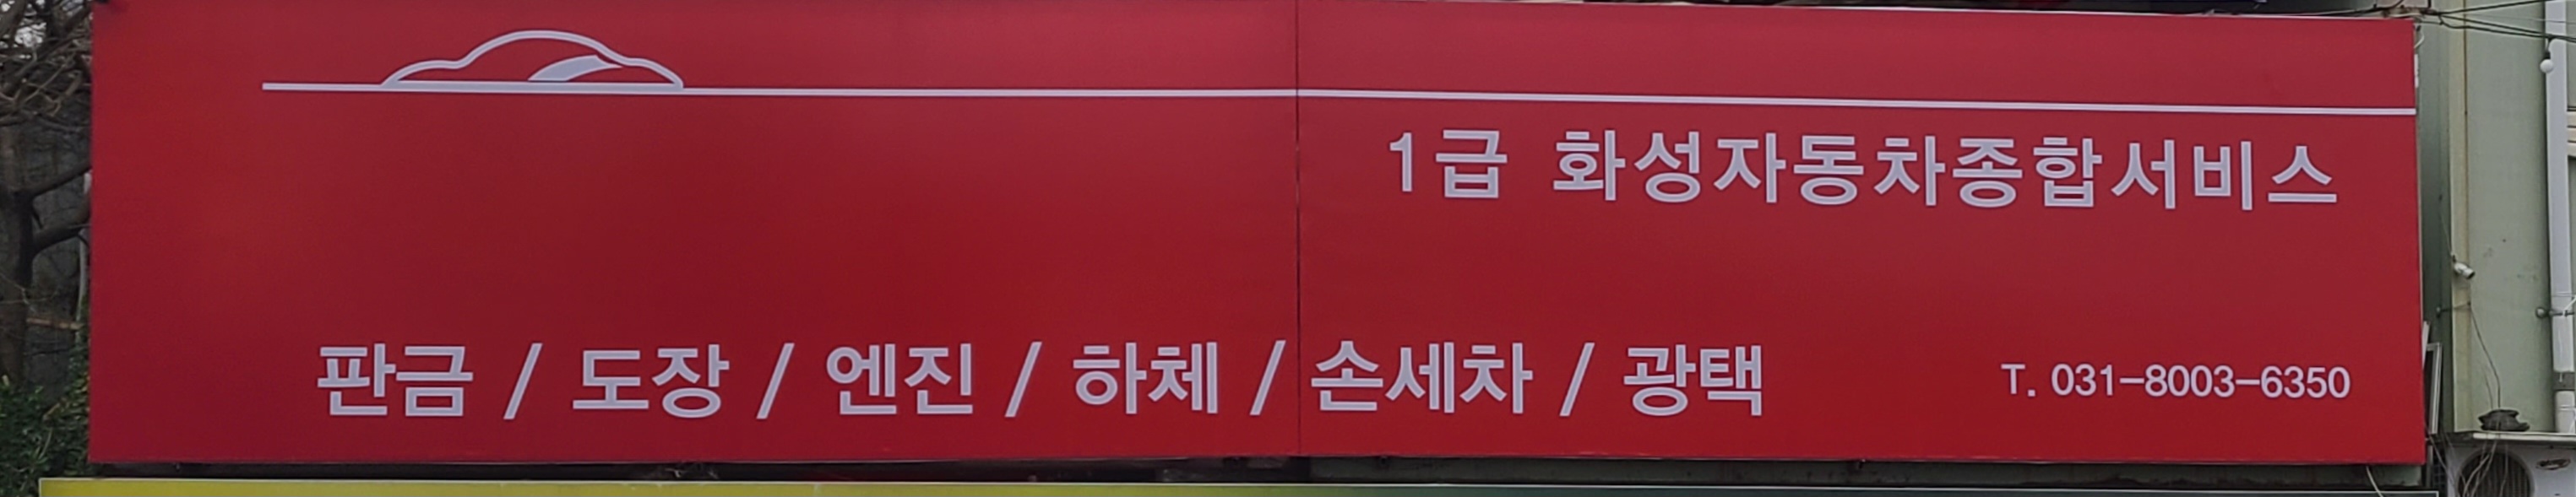 1급 화성자동차종합서비스
판금 / 도장 / 엔진 / 하체 / 손세차 / 광택
T. 031-8003-6350